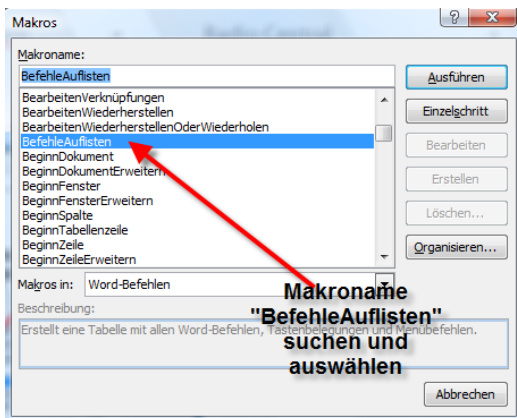 Makros
Makroname:
BefehleAuflisten
Ausführen
BearbeitenVerknüpfungen
BearbeitenWiederherstellen
BearbeitenWiederherstellenOderWiederholen
BefehleAuflisten
BeginnDokument
BeginnDokumentErweitern
BeginnFenster
BeginnFensterErweitern
BeginnSpalte
BeginnTabellenzeile
BeginnZeile
BeginnZeileErweitern
Einzelschritt
Bearbeiten
Erstellen
Löschen...
Organisieren...
Makros in: Word-Befehlen
Beschreibung:
Erstellt eine Tabelle mit allen Word-Befehlen, Tastenbelegungen und Menübefehlen.
Makroname
"BefehleAuflisten"
suchen und
auswählen
Abbrechen